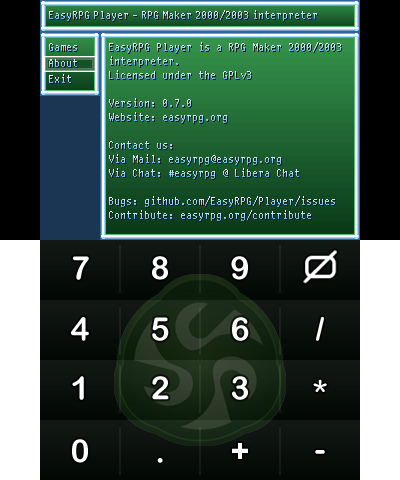 EasyRPG Player - RPG Maker 2000/2003 interpreter
Games
About
Exit
EasyRPG Player is a RPG Maker 2000/2003
interpreter.
Licensed under the GPLv3
Version: 0.7.0
Website: easyrpg.org
Contact us:
Via Mail: easyrpg@easyrpg.org
Via Chat: #easyrpg @ Libera Chat
Bugs: github.com/EasyRPG/Player/issues
Contribute: easyrpg.org/contribute
7 8 9
4 5 6 /
1 2 3 *
0 . + -